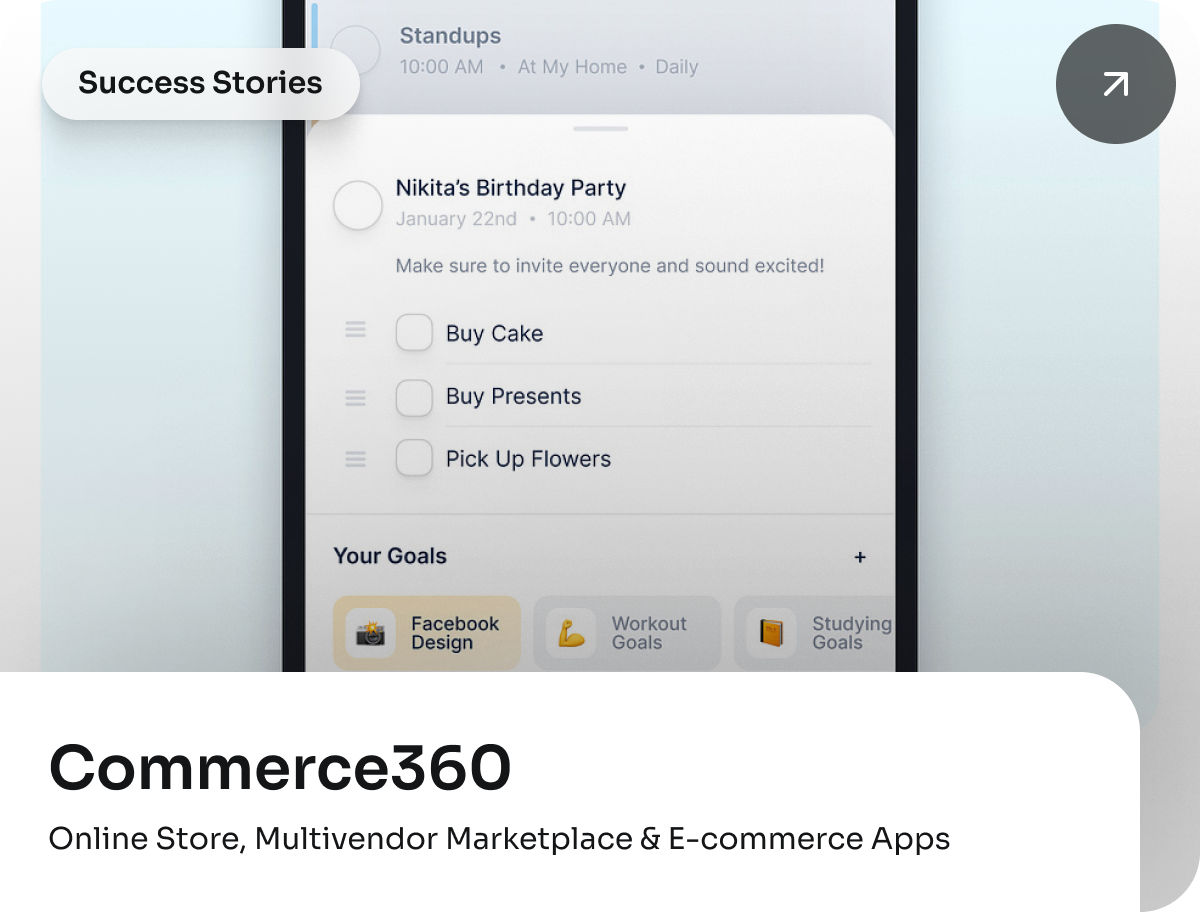 Standups
10:00 AM • At My Home • Daily
Success Stories
Nikita’s Birthday Party
January 22nd • 10:00 AM
Make sure to invite everyone and sound excited!
Buy Cake
Buy Presents
Pick Up Flowers
Your Goals +
Facebook Design
Workout Goals
Studying Goals
Commerce360
Online Store, Multivendor Marketplace & E-commerce Apps